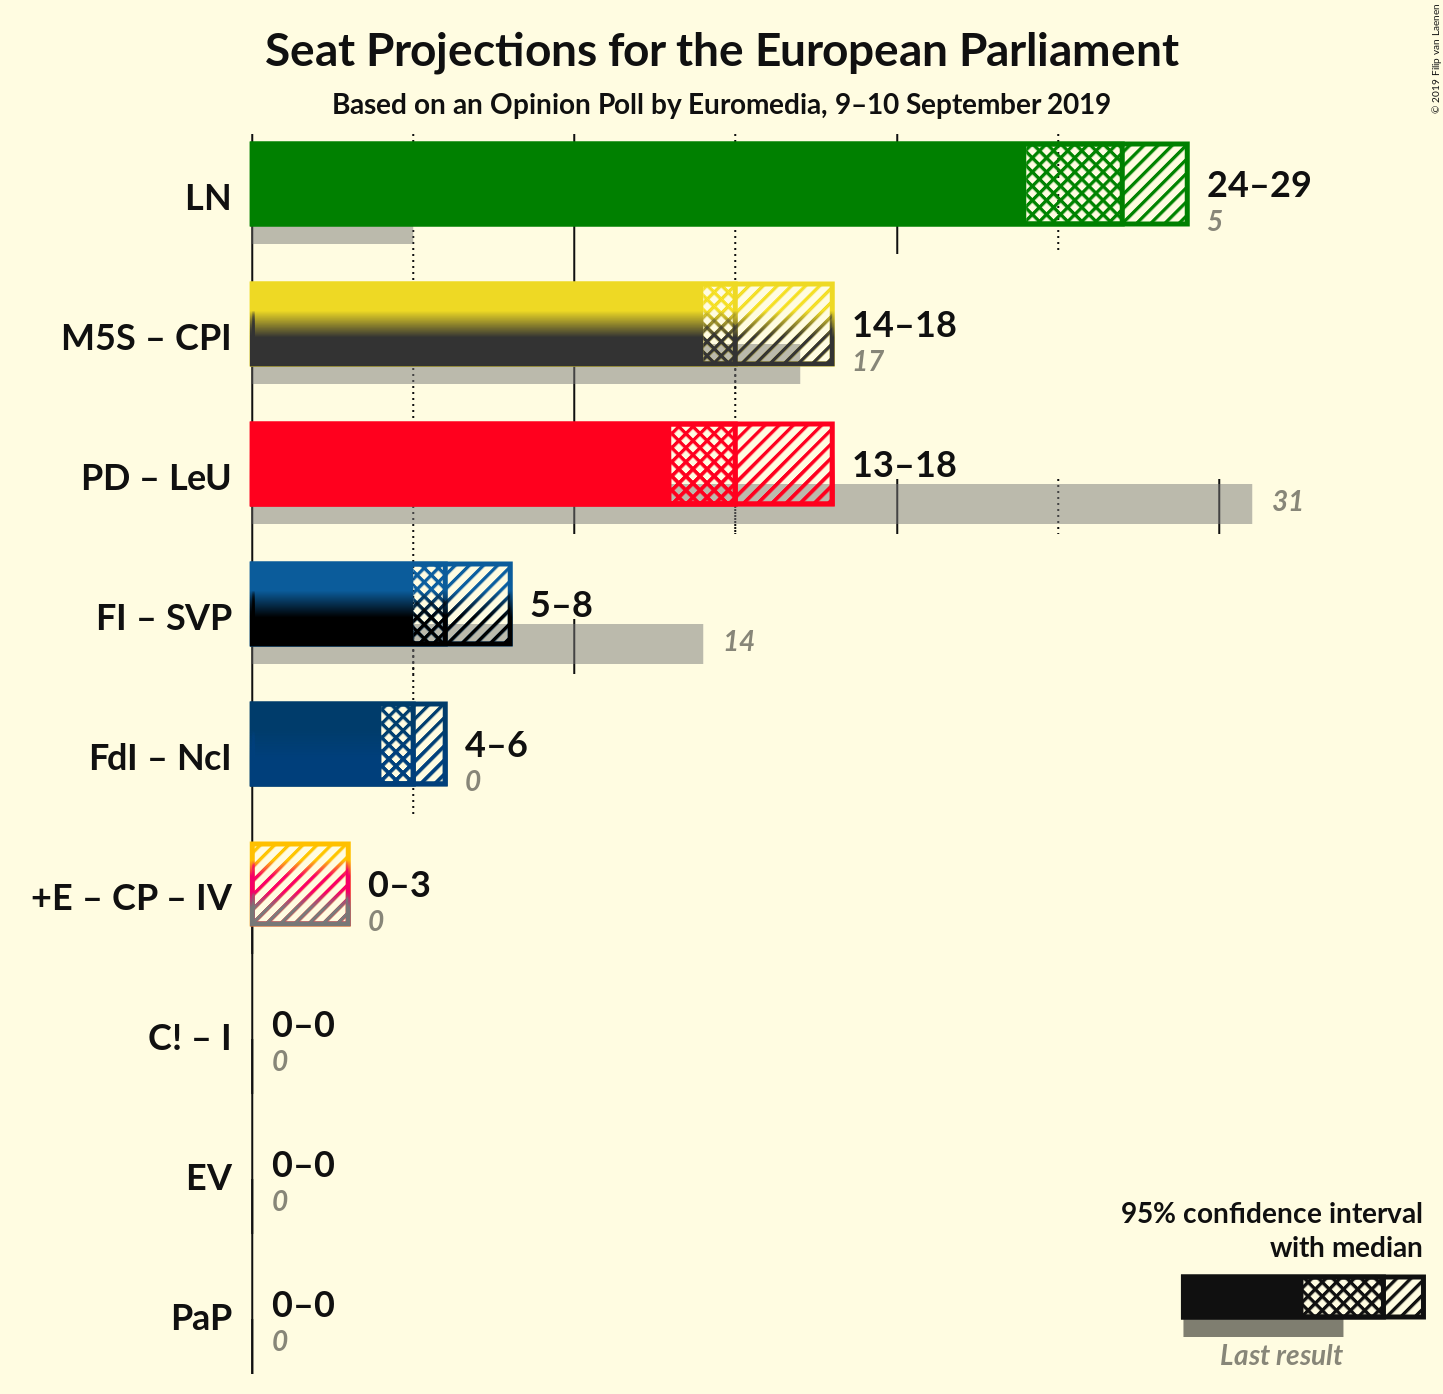 Seat Projections for the European Parliament
Based on an Opinion Poll by Euromedia, 9–10 September 2019
© 2019 Filip van Laenen
LN
24–29
5
M5S – CPI
14–18
17
PD – LeU
13–18
31
FI – SVP
5–8
14
FdI – NcI
4–6
0
+E – CP – IV
0–3
0
C! – I
0–0
0
EV
0–0
0
PaP
0–0
0
95% confidence interval
with median
Last result